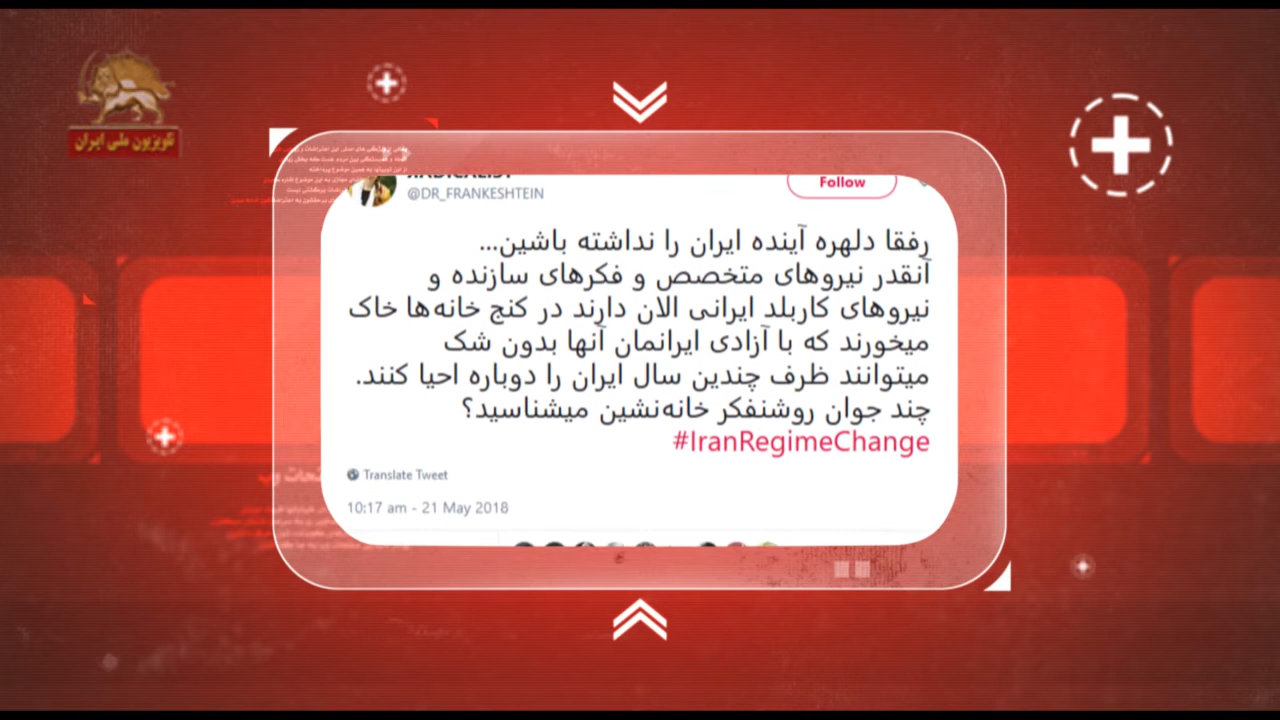 تلویزیون ملی ایران
@DR_FRANKESHTEIN
Follow
رفقا دلهره آینده ایران را نداشته باشین...
آنقدر نیروهای متخصص و فکرهای سازنده و
نیروهای کاربلد ایرانی الان دارند در کنج خانه‌ها خاک
میخورند که با آزادی ایرانمان آنها بدون شک
میتوانند ظرف چندین سال ایران را دوباره احیا کنند.
چند جوان روشنفکر خانه‌نشین میشناسید؟
#IranRegimeChange
Translate Tweet
10:17 am - 21 May 2018